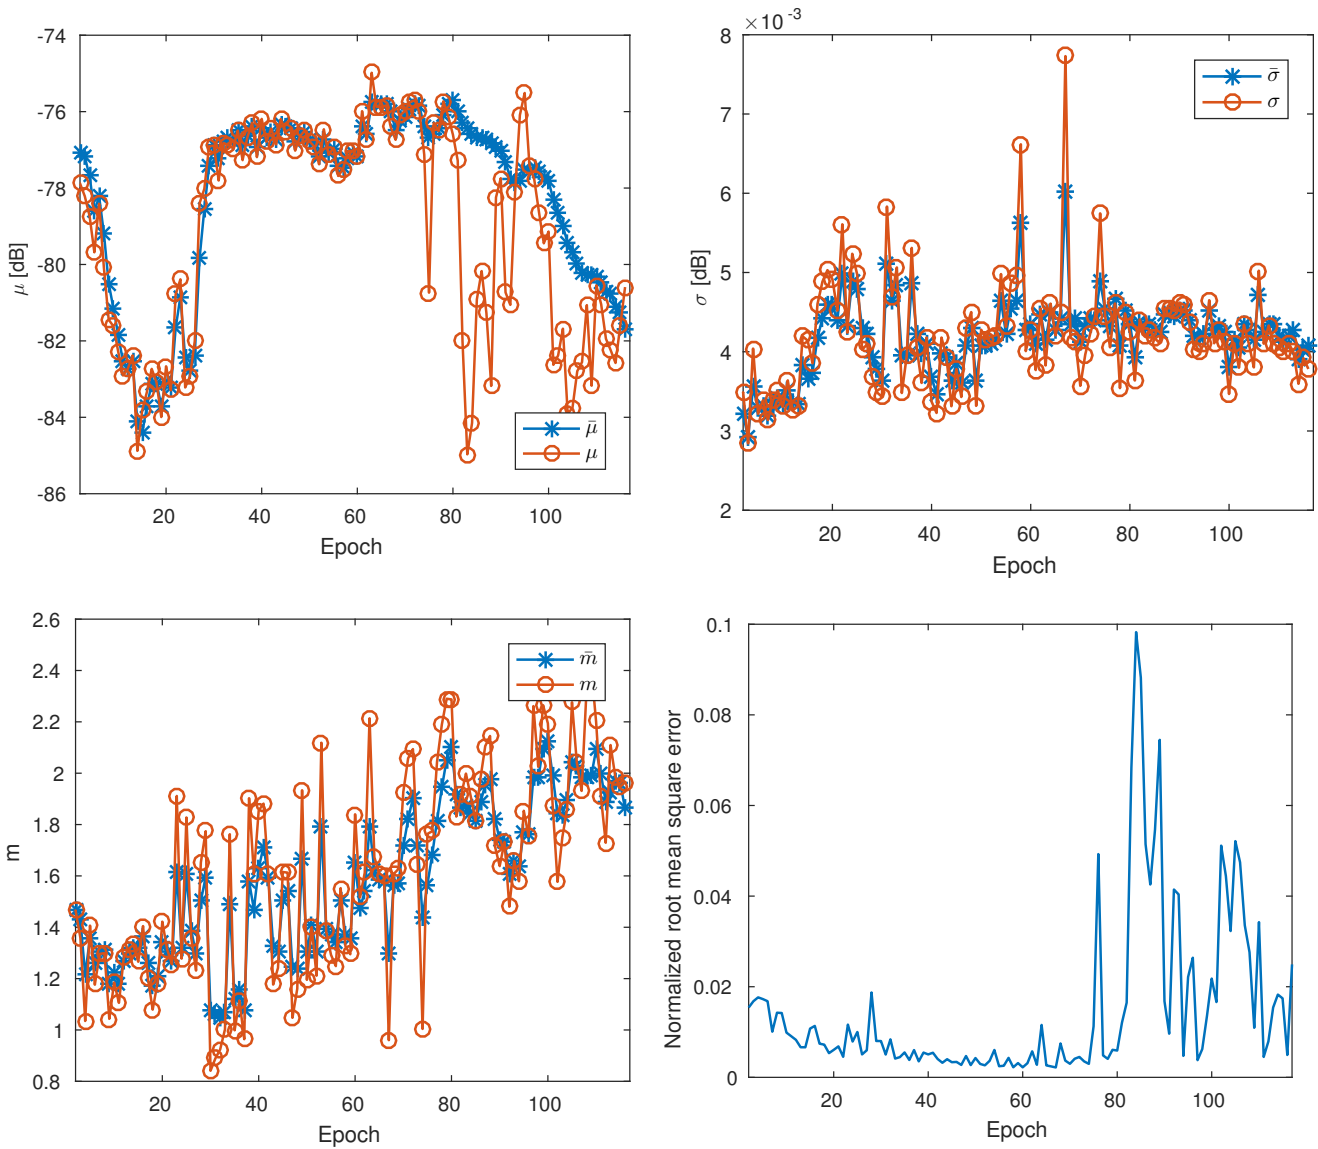 -74
-76
-78
-80
-82
-84
-86
μ [dB]
20 40 60 80 100
Epoch
μ̄
μ
×10 -3
8
7
6
5
4
3
2
σ [dB]
20 40 60 80 100
Epoch
σ̄
σ
2.6
2.4
2.2
2
1.8
1.6
1.4
1.2
1
0.8
m
20 40 60 80 100
Epoch
m̄
m
0.1
0.08
0.06
0.04
0.02
0
Normalized root mean square error
20 40 60 80 100
Epoch